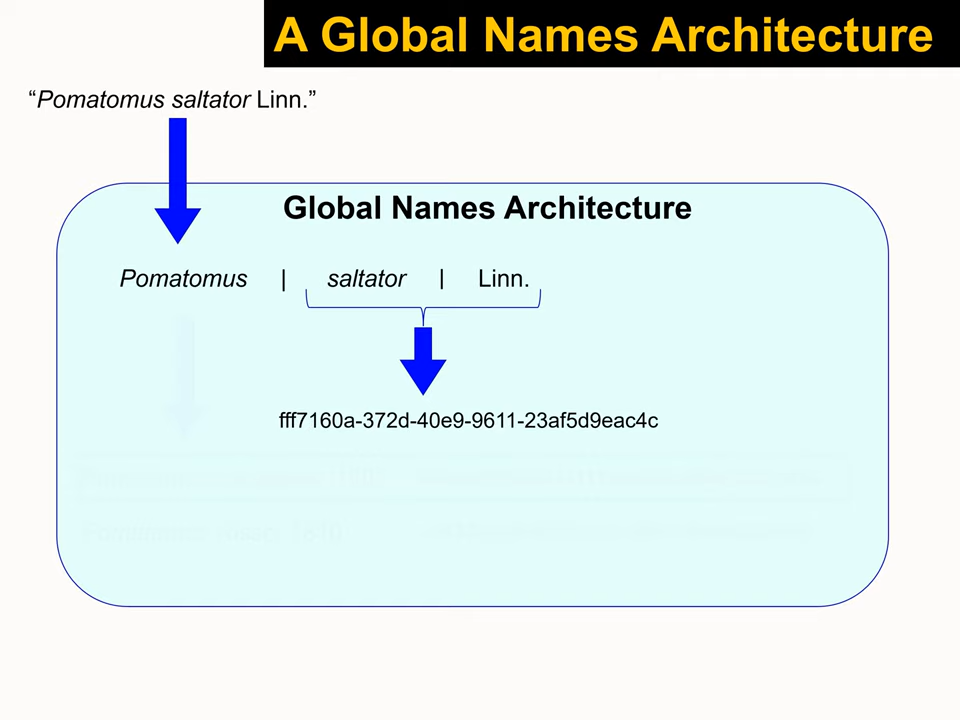 A Global Names Architecture
“Pomatomus saltator Linn.”
Global Names Architecture
Pomatomus | saltator | Linn.
fff7160a-372d-40e9-9611-23af5d9eac4c